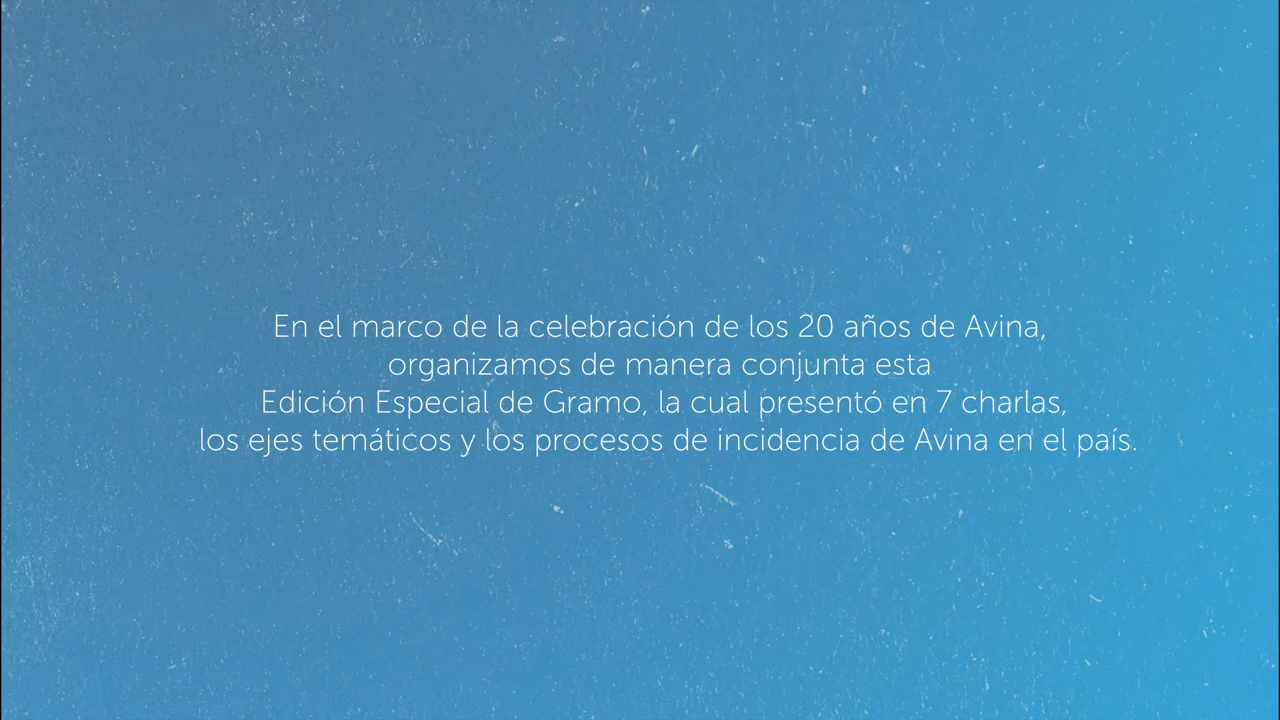 En el marco de la celebración de los 20 años de Avina,
organizamos de manera conjunta esta
Edición Especial de Gramo, la cual presentó en 7 charlas,
los ejes temáticos y los procesos de incidencia de Avina en el país.